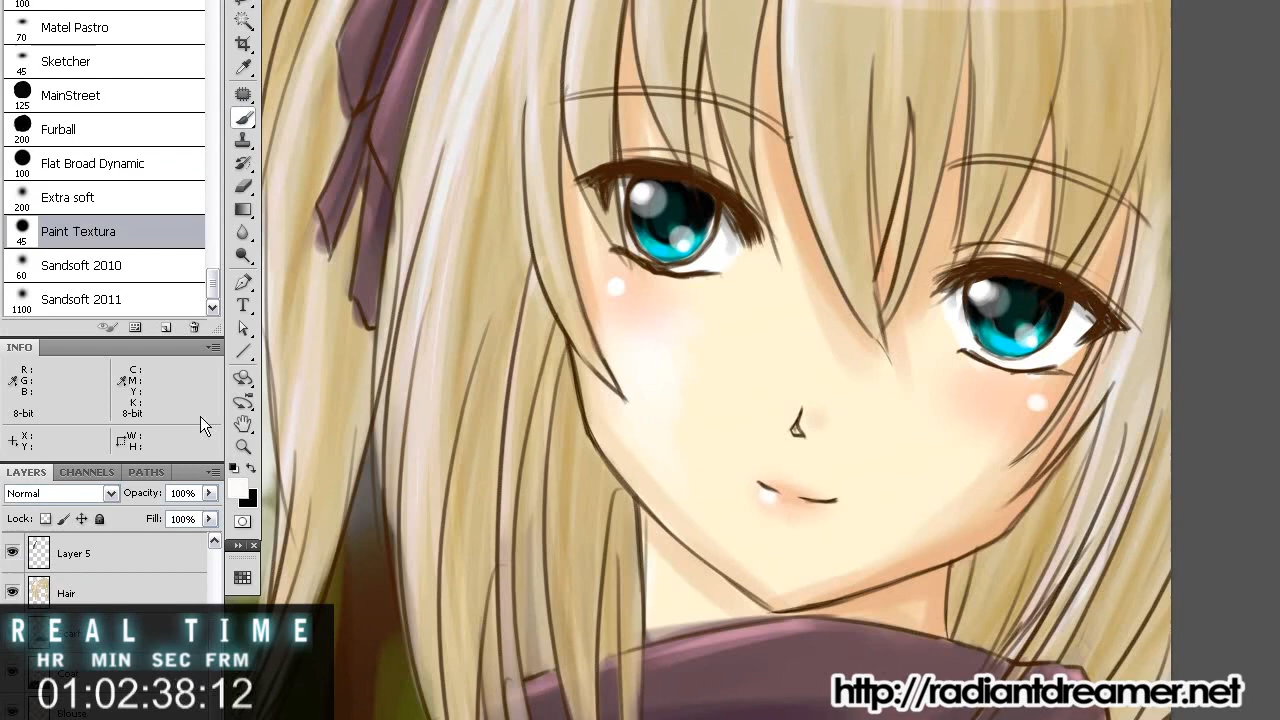 100
Matel Pastro
70
Sketcher
45
MainStreet
125
Furball
200
Flat Broad Dynamic
100
Extra soft
200
Paint Textura
45
Sandsoft 2010
60
Sandsoft 2011
1100
INFO
R: C:
G: M:
B: Y:
K:
8-bit 8-bit
X: W:
Y: H:
LAYERS CHANNELS PATHS
Normal Opacity: 100%
Lock: Fill: 100%
Layer 5
Hair
REAL TIME
HR MIN SEC FRM
Coat
01:02:38:12
Blouse
http://radiantdreamer.net